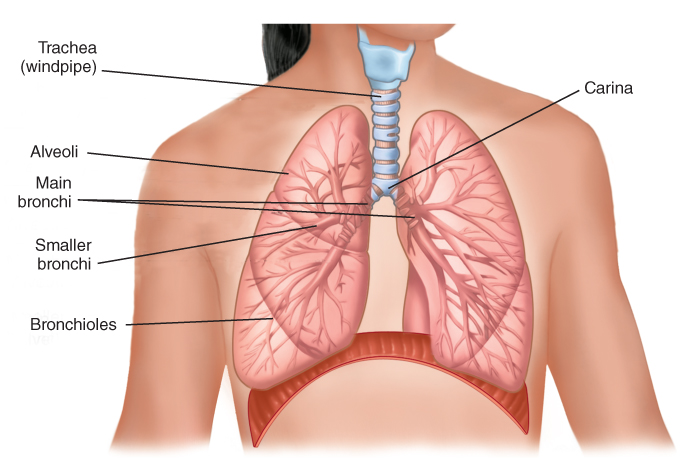 Trachea
(windpipe)
Carina
Alveoli
Main
bronchi
Smaller
bronchi
Bronchioles